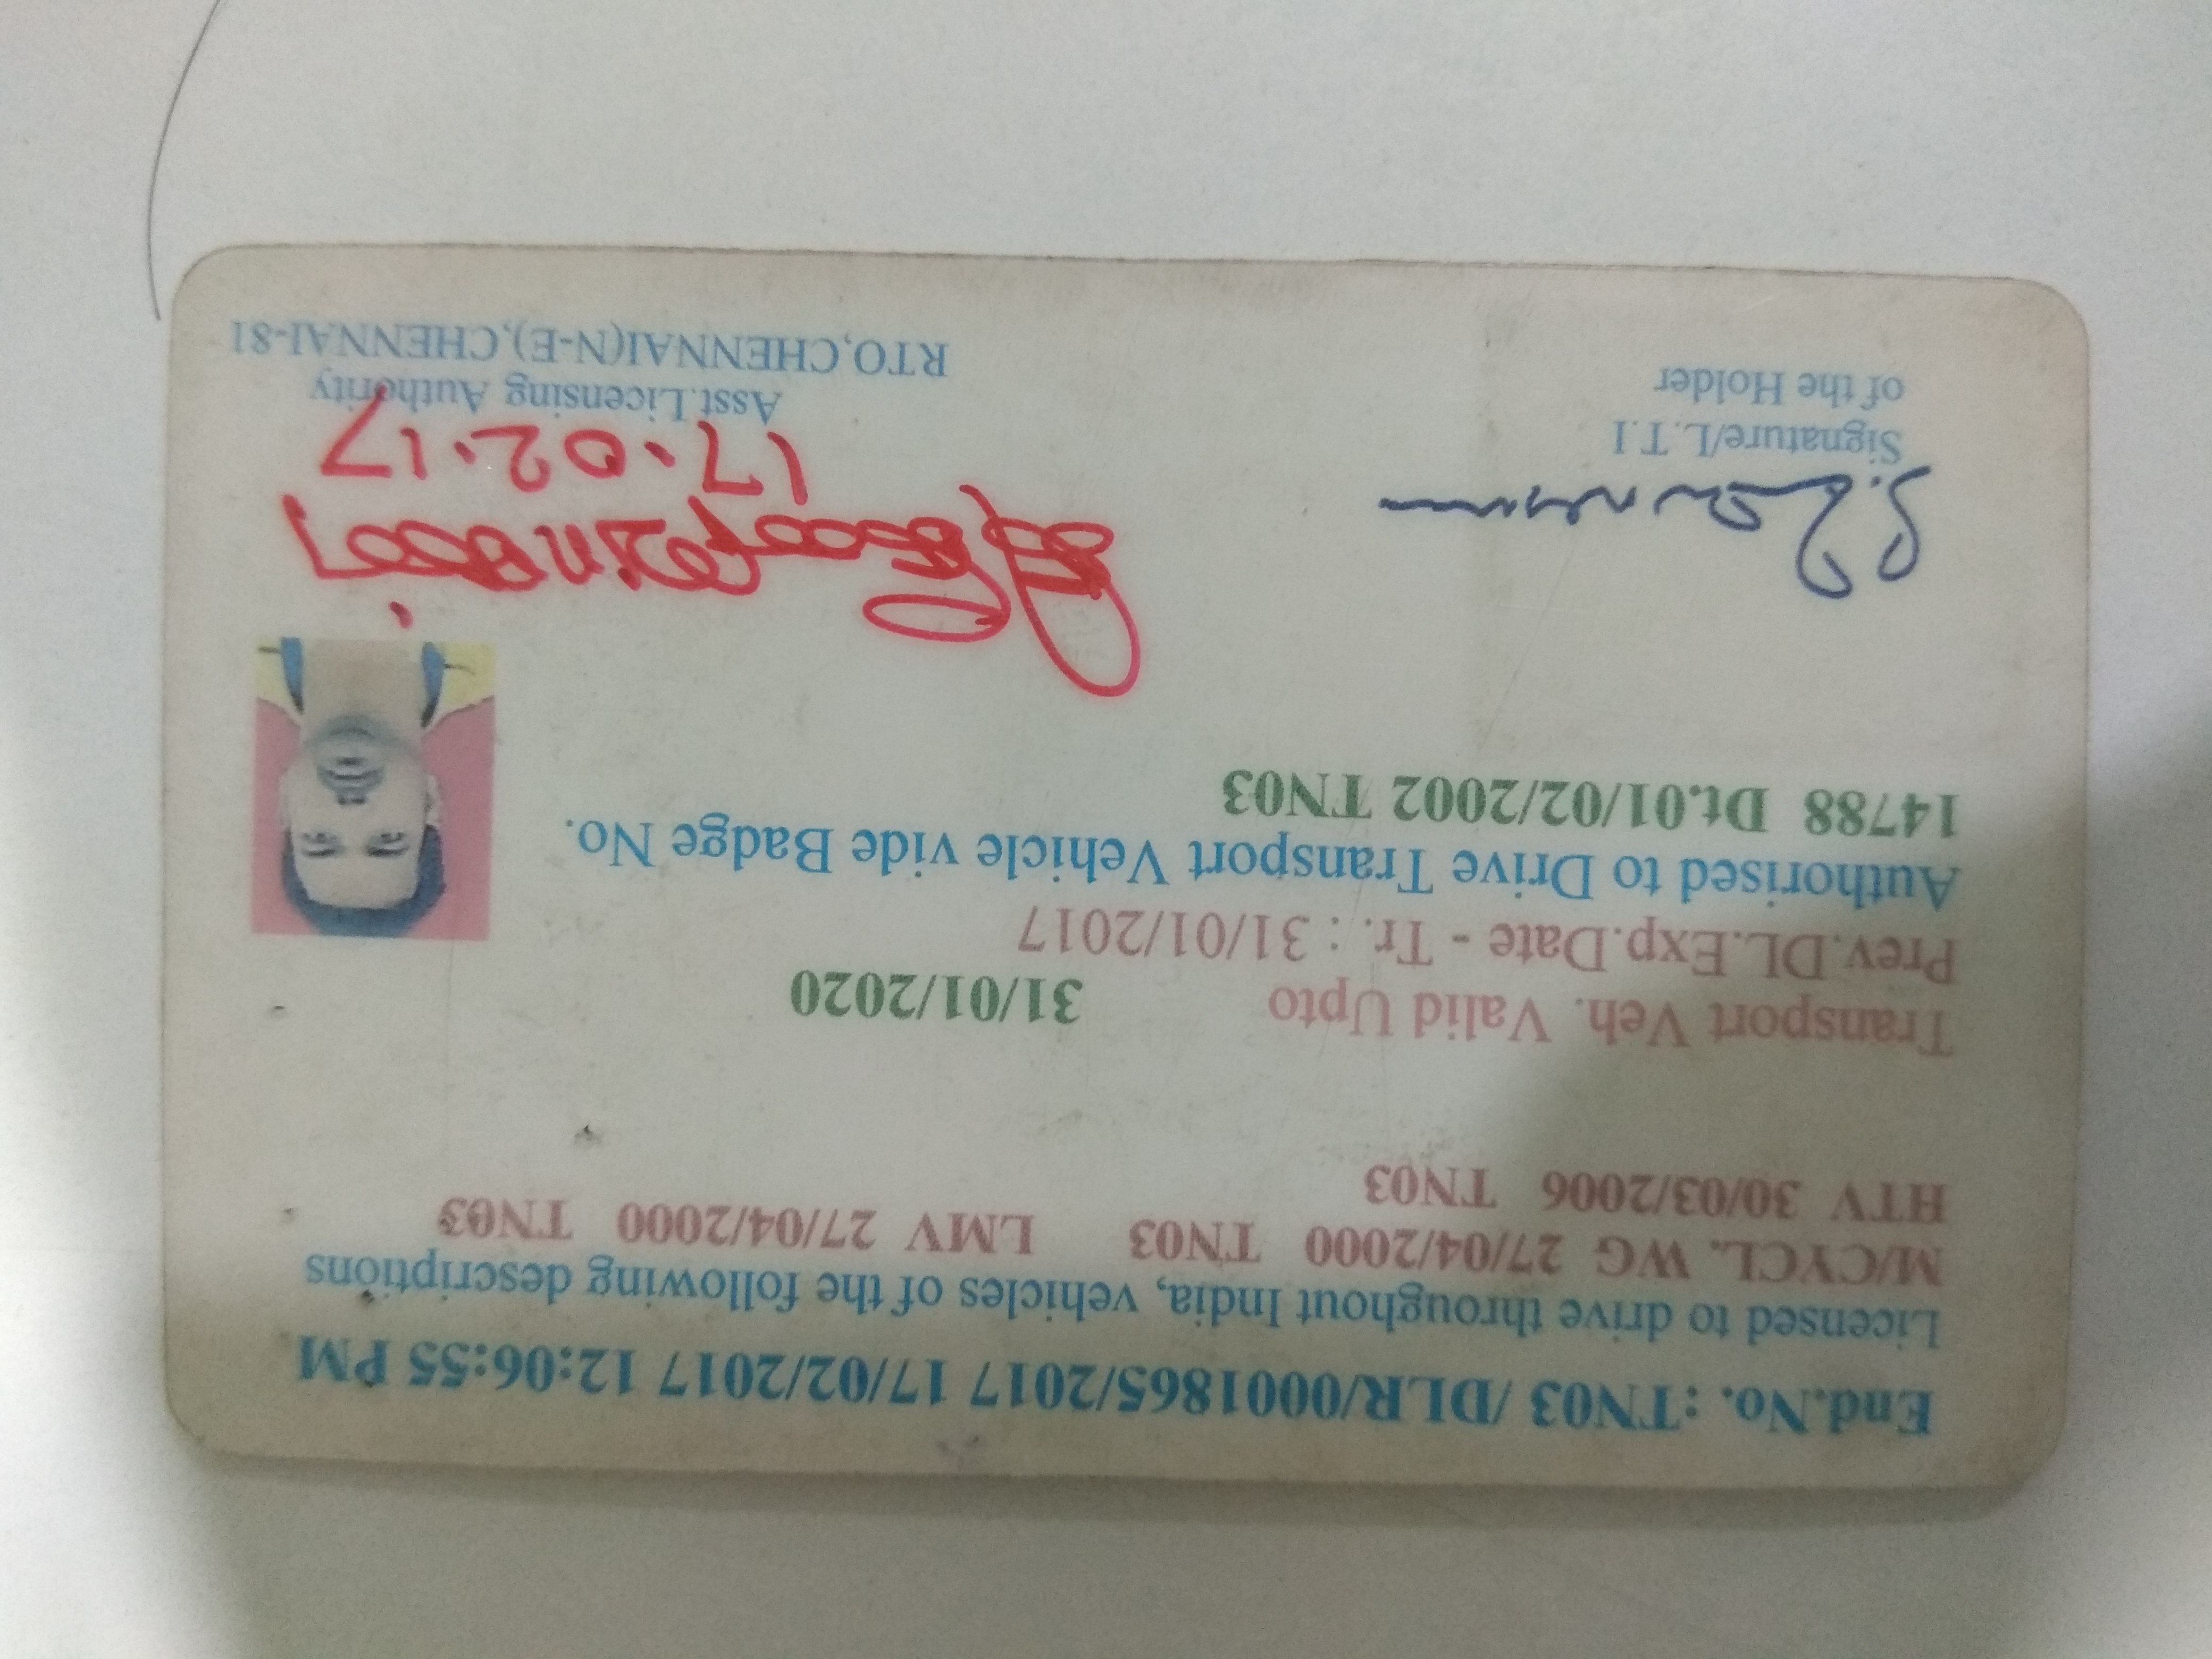 End.No. : TN03 /DLR/0001865/2017 17/02/2017 12:06:55 PM
Licensed to drive throughout India, vehicles of the following descriptions
M/CYCL. WG 27/04/2000 TN03 LMV 27/04/2000 TN03
HTV 30/03/2006 TN03
Transport Veh. Valid Upto 31/01/2020
Prev.DL.Exp.Date - Tr. : 31/01/2017
Authorised to Drive Transport Vehicle vide Badge No.
14788 Dt.01/02/2002 TN03
17.02.17
Signature/L.T.I
of the Holder
Asst.Licensing Authority
RTO,CHENNAI(N-E),CHENNAI-81